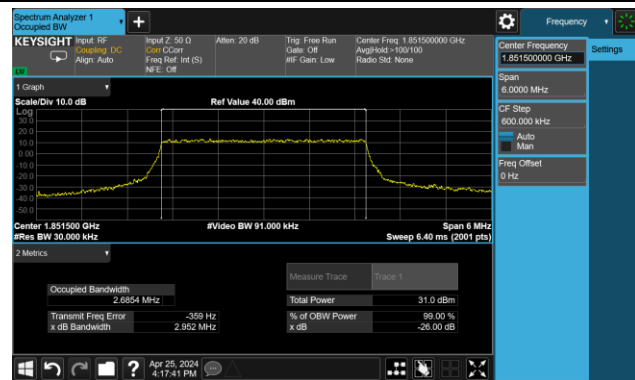 Spectrum Analyzer 1
Occupied BW
+
Frequency
KEYSIGHT
Input: RF
Coupling: DC
Align: Auto
Input Z: 50 Ω
Corr CCorr
Freq Ref: Int (S)
NFE: Off
Atten: 20 dB
Trig: Free Run
Gate: Off
#IF Gain: Low
Center Freq: 1.851500000 GHz
Avg|Hold:>100/100
Radio Std: None
Center Frequency
1.851500000 GHz
Settings
Span
6.0000 MHz
CF Step
600.000 kHz
Auto
Man
Freq Offset
0 Hz
1 Graph
Scale/Div 10.0 dB
Ref Value 40.00 dBm
Log
30.0
20.0
10.0
0.00
-10.0
-20.0
-30.0
-40.0
-50.0
Center 1.851500 GHz
#Video BW 91.000 kHz
Span 6 MHz
#Res BW 30.000 kHz
Sweep 6.40 ms (2001 pts)
2 Metrics
Measure Trace
Trace 1
Occupied Bandwidth
2.6854 MHz
Total Power
31.0 dBm
Transmit Freq Error
-359 Hz
% of OBW Power
99.00 %
x dB Bandwidth
2.952 MHz
x dB
-26.00 dB
?
Apr 25, 2024
4:17:41 PM